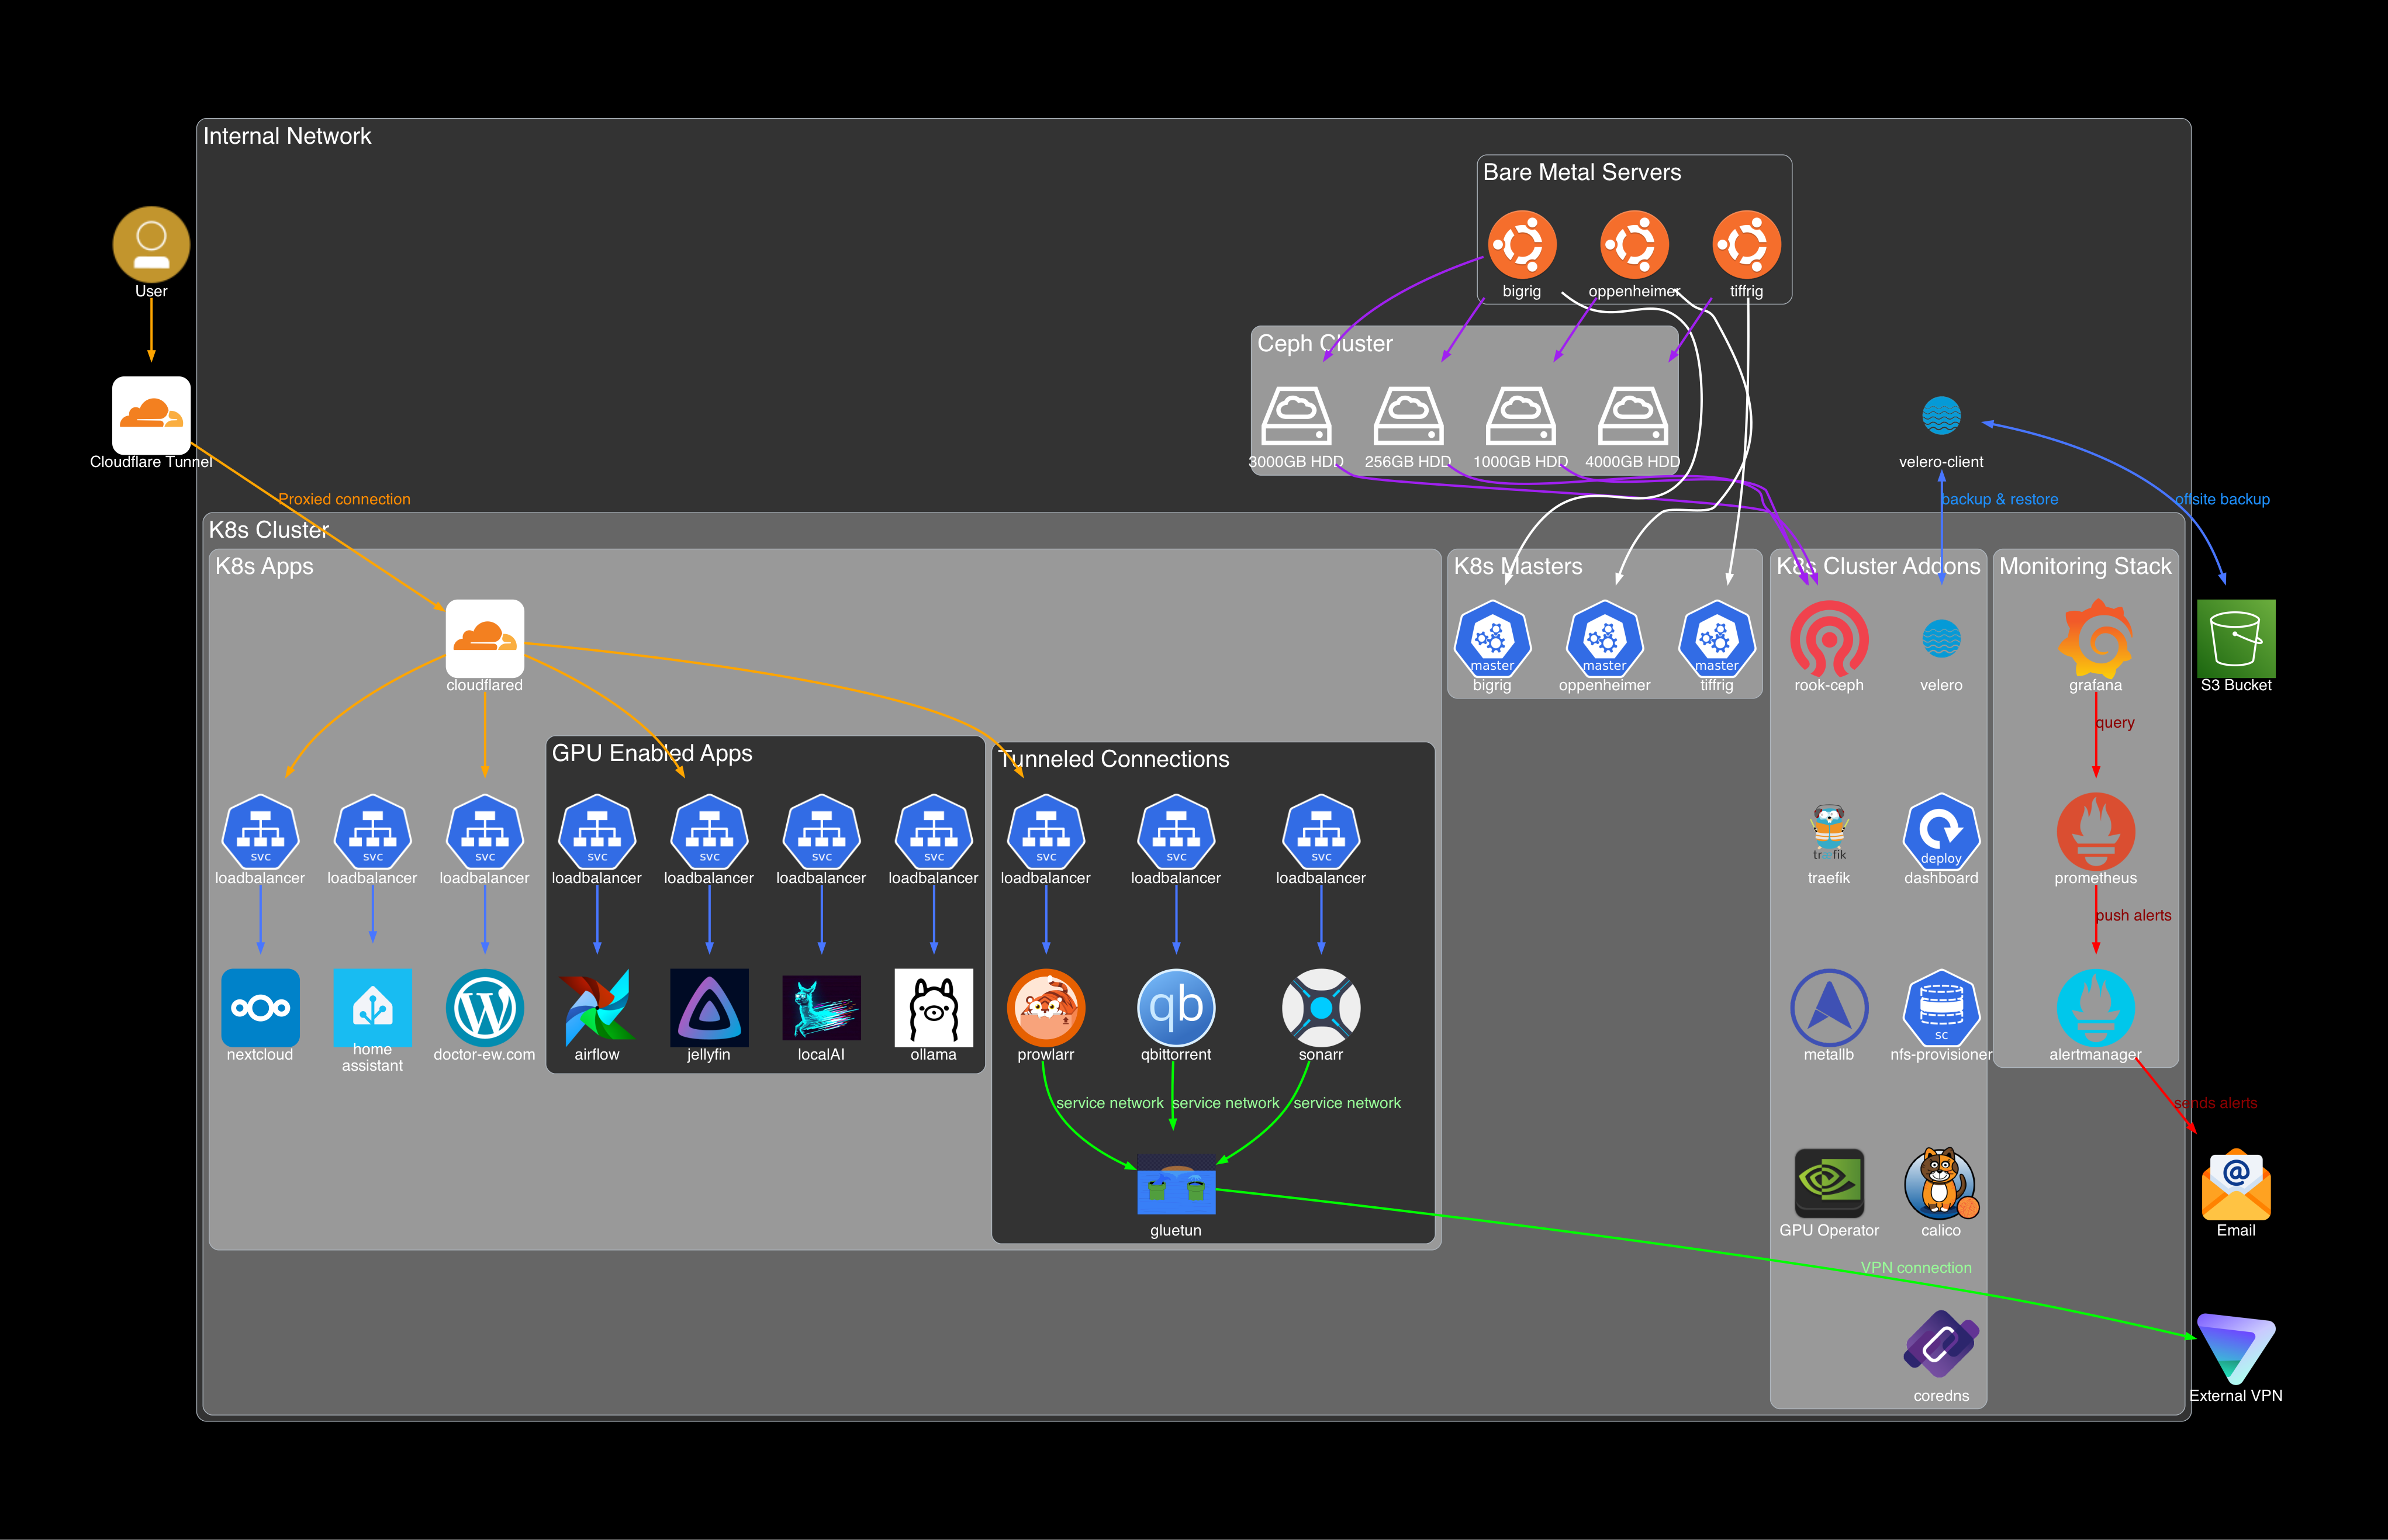 Internal Network
Bare Metal Servers
User
bigrig
oppenheimer
tiffrig
Ceph Cluster
Cloudflare Tunnel
3000GB HDD
256GB HDD
1000GB HDD
4000GB HDD
velero-client
Proxied connection
backup & restore
offsite backup
K8s Cluster
K8s Apps
K8s Masters
K8s Cluster Addons
Monitoring Stack
cloudflared
master
bigrig
master
oppenheimer
master
tiffrig
rook-ceph
velero
grafana
S3 Bucket
query
GPU Enabled Apps
Tunneled Connections
svc
loadbalancer
svc
loadbalancer
svc
loadbalancer
svc
loadbalancer
svc
loadbalancer
svc
loadbalancer
svc
loadbalancer
svc
loadbalancer
svc
loadbalancer
svc
loadbalancer
træfik
traefik
deploy
dashboard
prometheus
push alerts
nextcloud
home
assistant
doctor-ew.com
airflow
jellyfin
localAI
ollama
prowlarr
qb
qbittorrent
sonarr
metallb
sc
nfs-provisioner
alertmanager
service network
service network
service network
sends alerts
gluetun
GPU Operator
calico
Email
VPN connection
coredns
External VPN